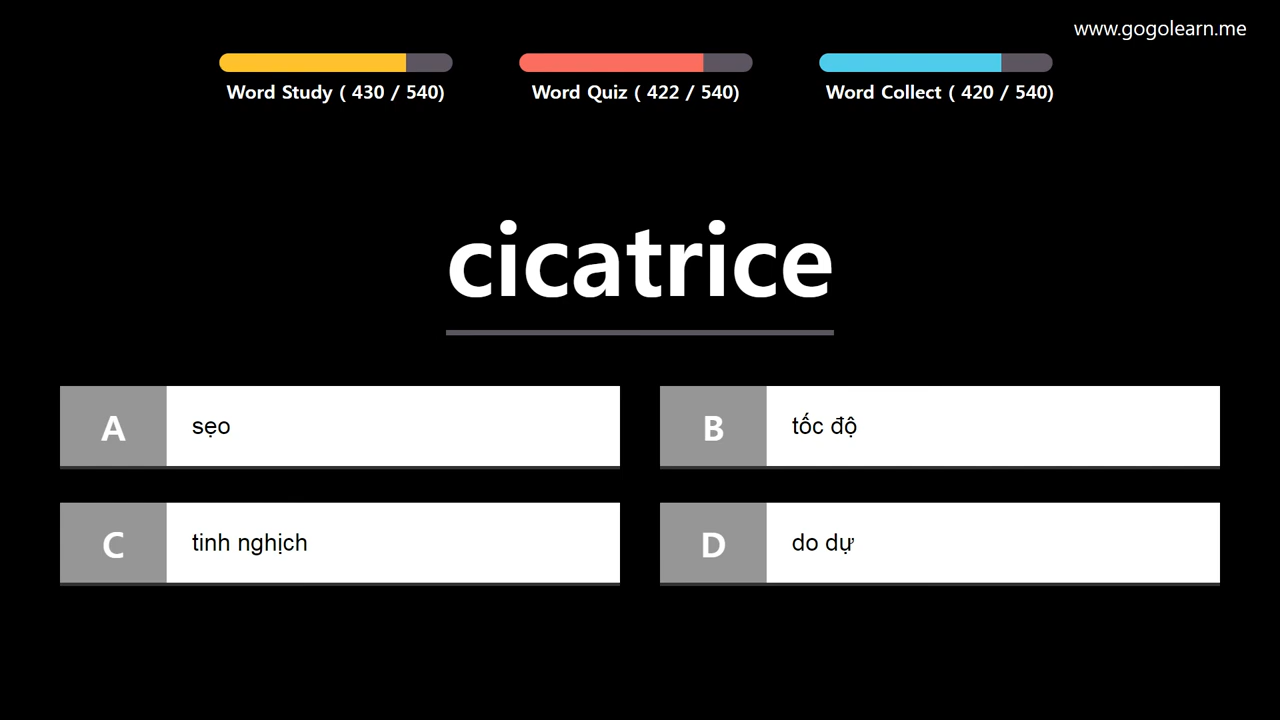 www.gogolearn.me
Word Study ( 430 / 540)
Word Quiz ( 422 / 540)
Word Collect ( 420 / 540)
cicatrice
A sẹo
B tốc độ
C tinh nghịch
D do dự